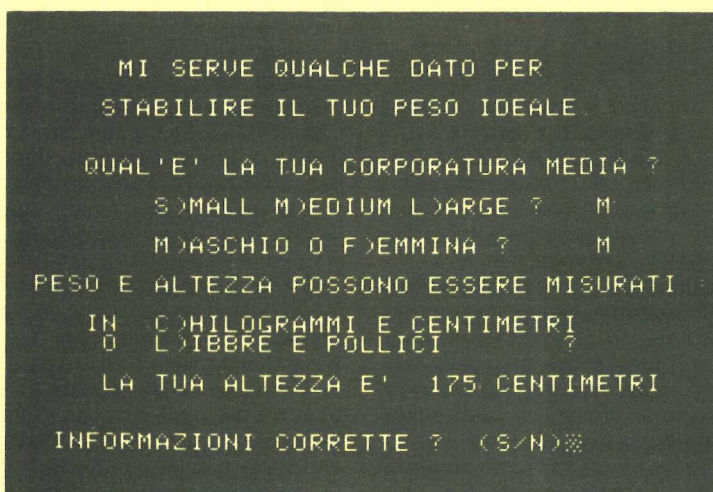 MI SERVE QUALCHE DATO PER
STABILIRE IL TUO PESO IDEALE.
QUAL'E' LA TUA CORPORATURA MEDIA ?
S)MALL M)EDIUM L)ARGE ? M
M)ASCHIO O F)EMMINA ? M
PESO E ALTEZZA POSSONO ESSERE MISURATI :
IN C)HILOGRAMMI E CENTIMETRI
O L)IBBRE E POLLICI ?
LA TUA ALTEZZA E' 175 CENTIMETRI
INFORMAZIONI CORRETTE ? (S/N)